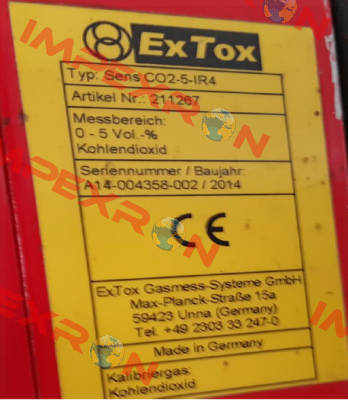 ExTox
Typ: Sens CO2-5-IR4
Artikel Nr.: 211267
Messbereich:
0 - 5 Vol.-%
Kohlendioxid
Seriennummer / Baujahr:
A14-004358-002 / 2014
CE
ExTox Gasmess-Systeme GmbH
Max-Planck-Straße 15a
59423 Unna (Germany)
Tel. +49 2303 33 247-0
Made in Germany
Kalibriergas:
Kohlendioxid
IMPEXRON